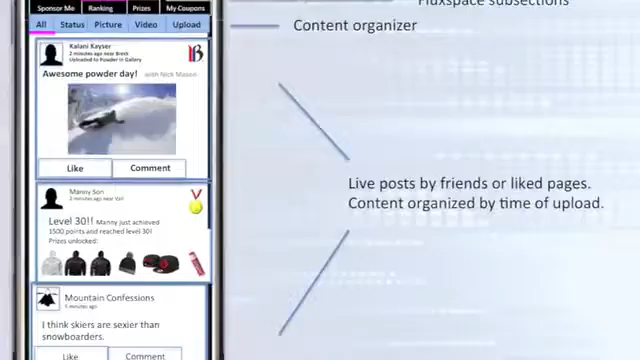 Fluxspace subsections
Sponsor Me Ranking Prizes My Coupons
All Status Picture Video Upload
Content organizer
Kalani Kayser
2 minutes ago near Breck
Uploaded to Powder in Gallery
Awesome powder day! with Nick Mason
Like Comment
Live posts by friends or liked pages.
Content organized by time of upload.
Manny Son
2 minutes ago near Vail
Level 30!! Manny just achieved
1500 points and reached level 30!
Prizes unlocked:
Mountain Confessions
5 minutes ago
I think skiers are sexier than
snowboarders.
Like Comment